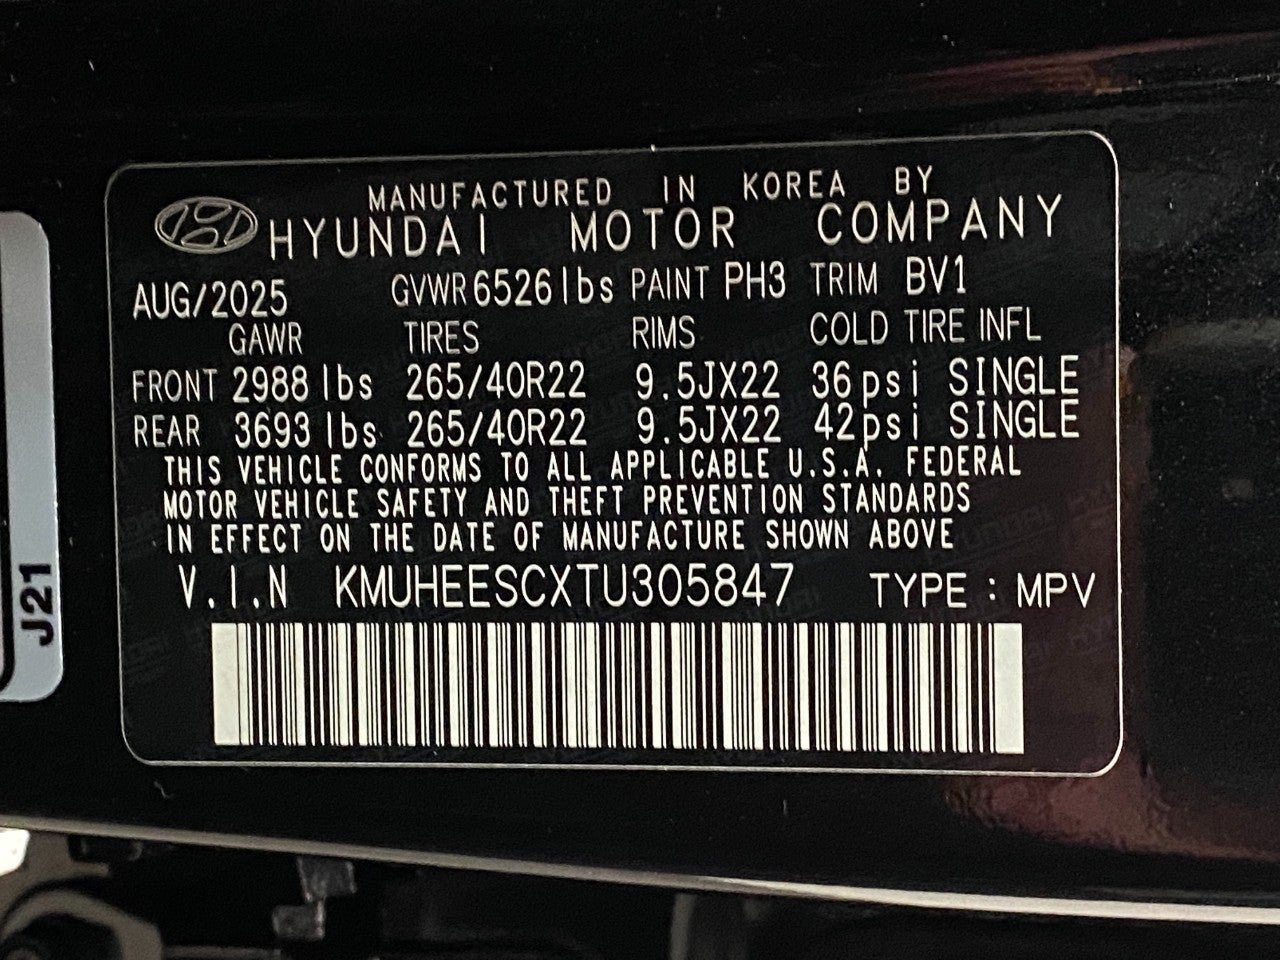 MANUFACTURED IN KOREA BY
HYUNDAI MOTOR COMPANY
AUG/2025 GVWR 6526lbs PAINT PH3 TRIM BV1
GAWR TIRES RIMS COLD TIRE INFL
FRONT 2988 lbs 265/40R22 9.5JX22 36psi SINGLE
REAR 3693 lbs 265/40R22 9.5JX22 42psi SINGLE
THIS VEHICLE CONFORMS TO ALL APPLICABLE U.S.A. FEDERAL
MOTOR VEHICLE SAFETY AND THEFT PREVENTION STANDARDS
IN EFFECT ON THE DATE OF MANUFACTURE SHOWN ABOVE
V.I.N KMUHEESCXTU305847 TYPE : MPV
J21